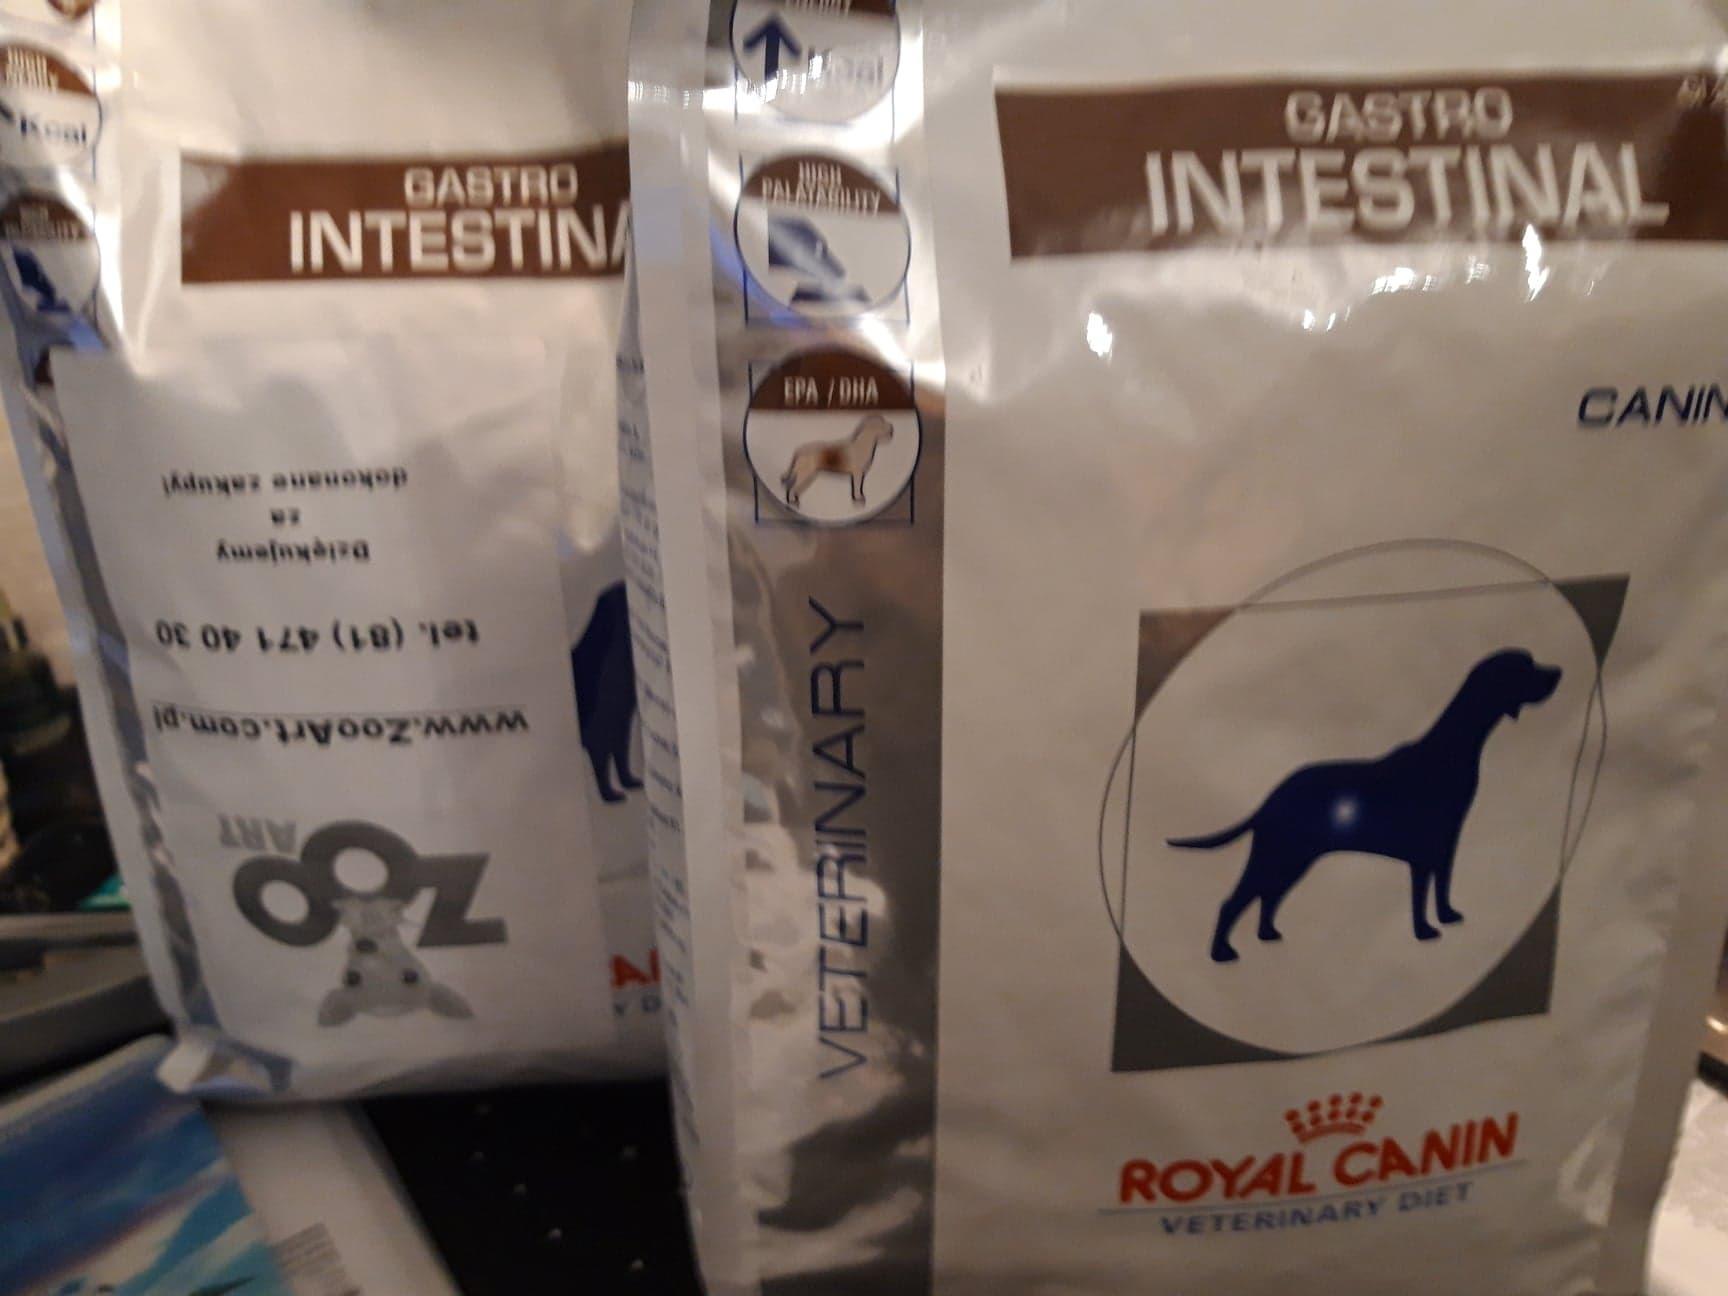 GASTRO
INTESTINA
Kcal
www.ZooArt.com.pl
tel. (81) 471 40 30
Dziękujemy
za
dokonane zakupy!
ZOO
ART
Kcal
HIGH
PALATABILITY
EPA / DHA
VETERINARY
GASTRO
INTESTINAL
CANIN
ROYAL CANIN
VETERINARY DIET